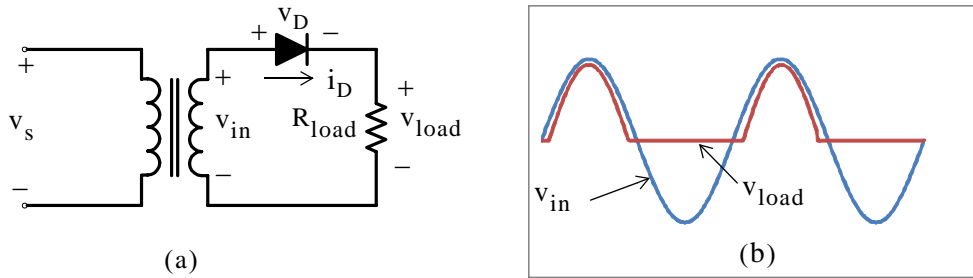 v_D
+ −
+ + i_D +
v_s v_in R_load v_load
− − −
(a)
v_in v_load
(b)